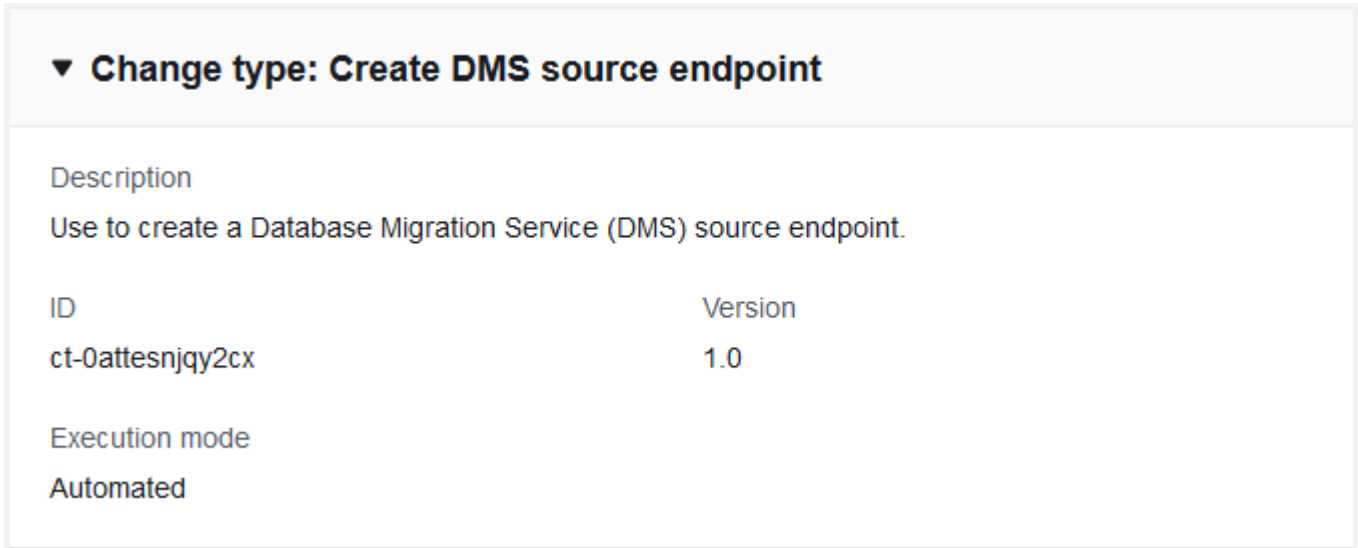 Change type: Create DMS source endpoint
Description
Use to create a Database Migration Service (DMS) source endpoint.
ID
Version
ct-0attesnjqy2cx
1.0
Execution mode
Automated